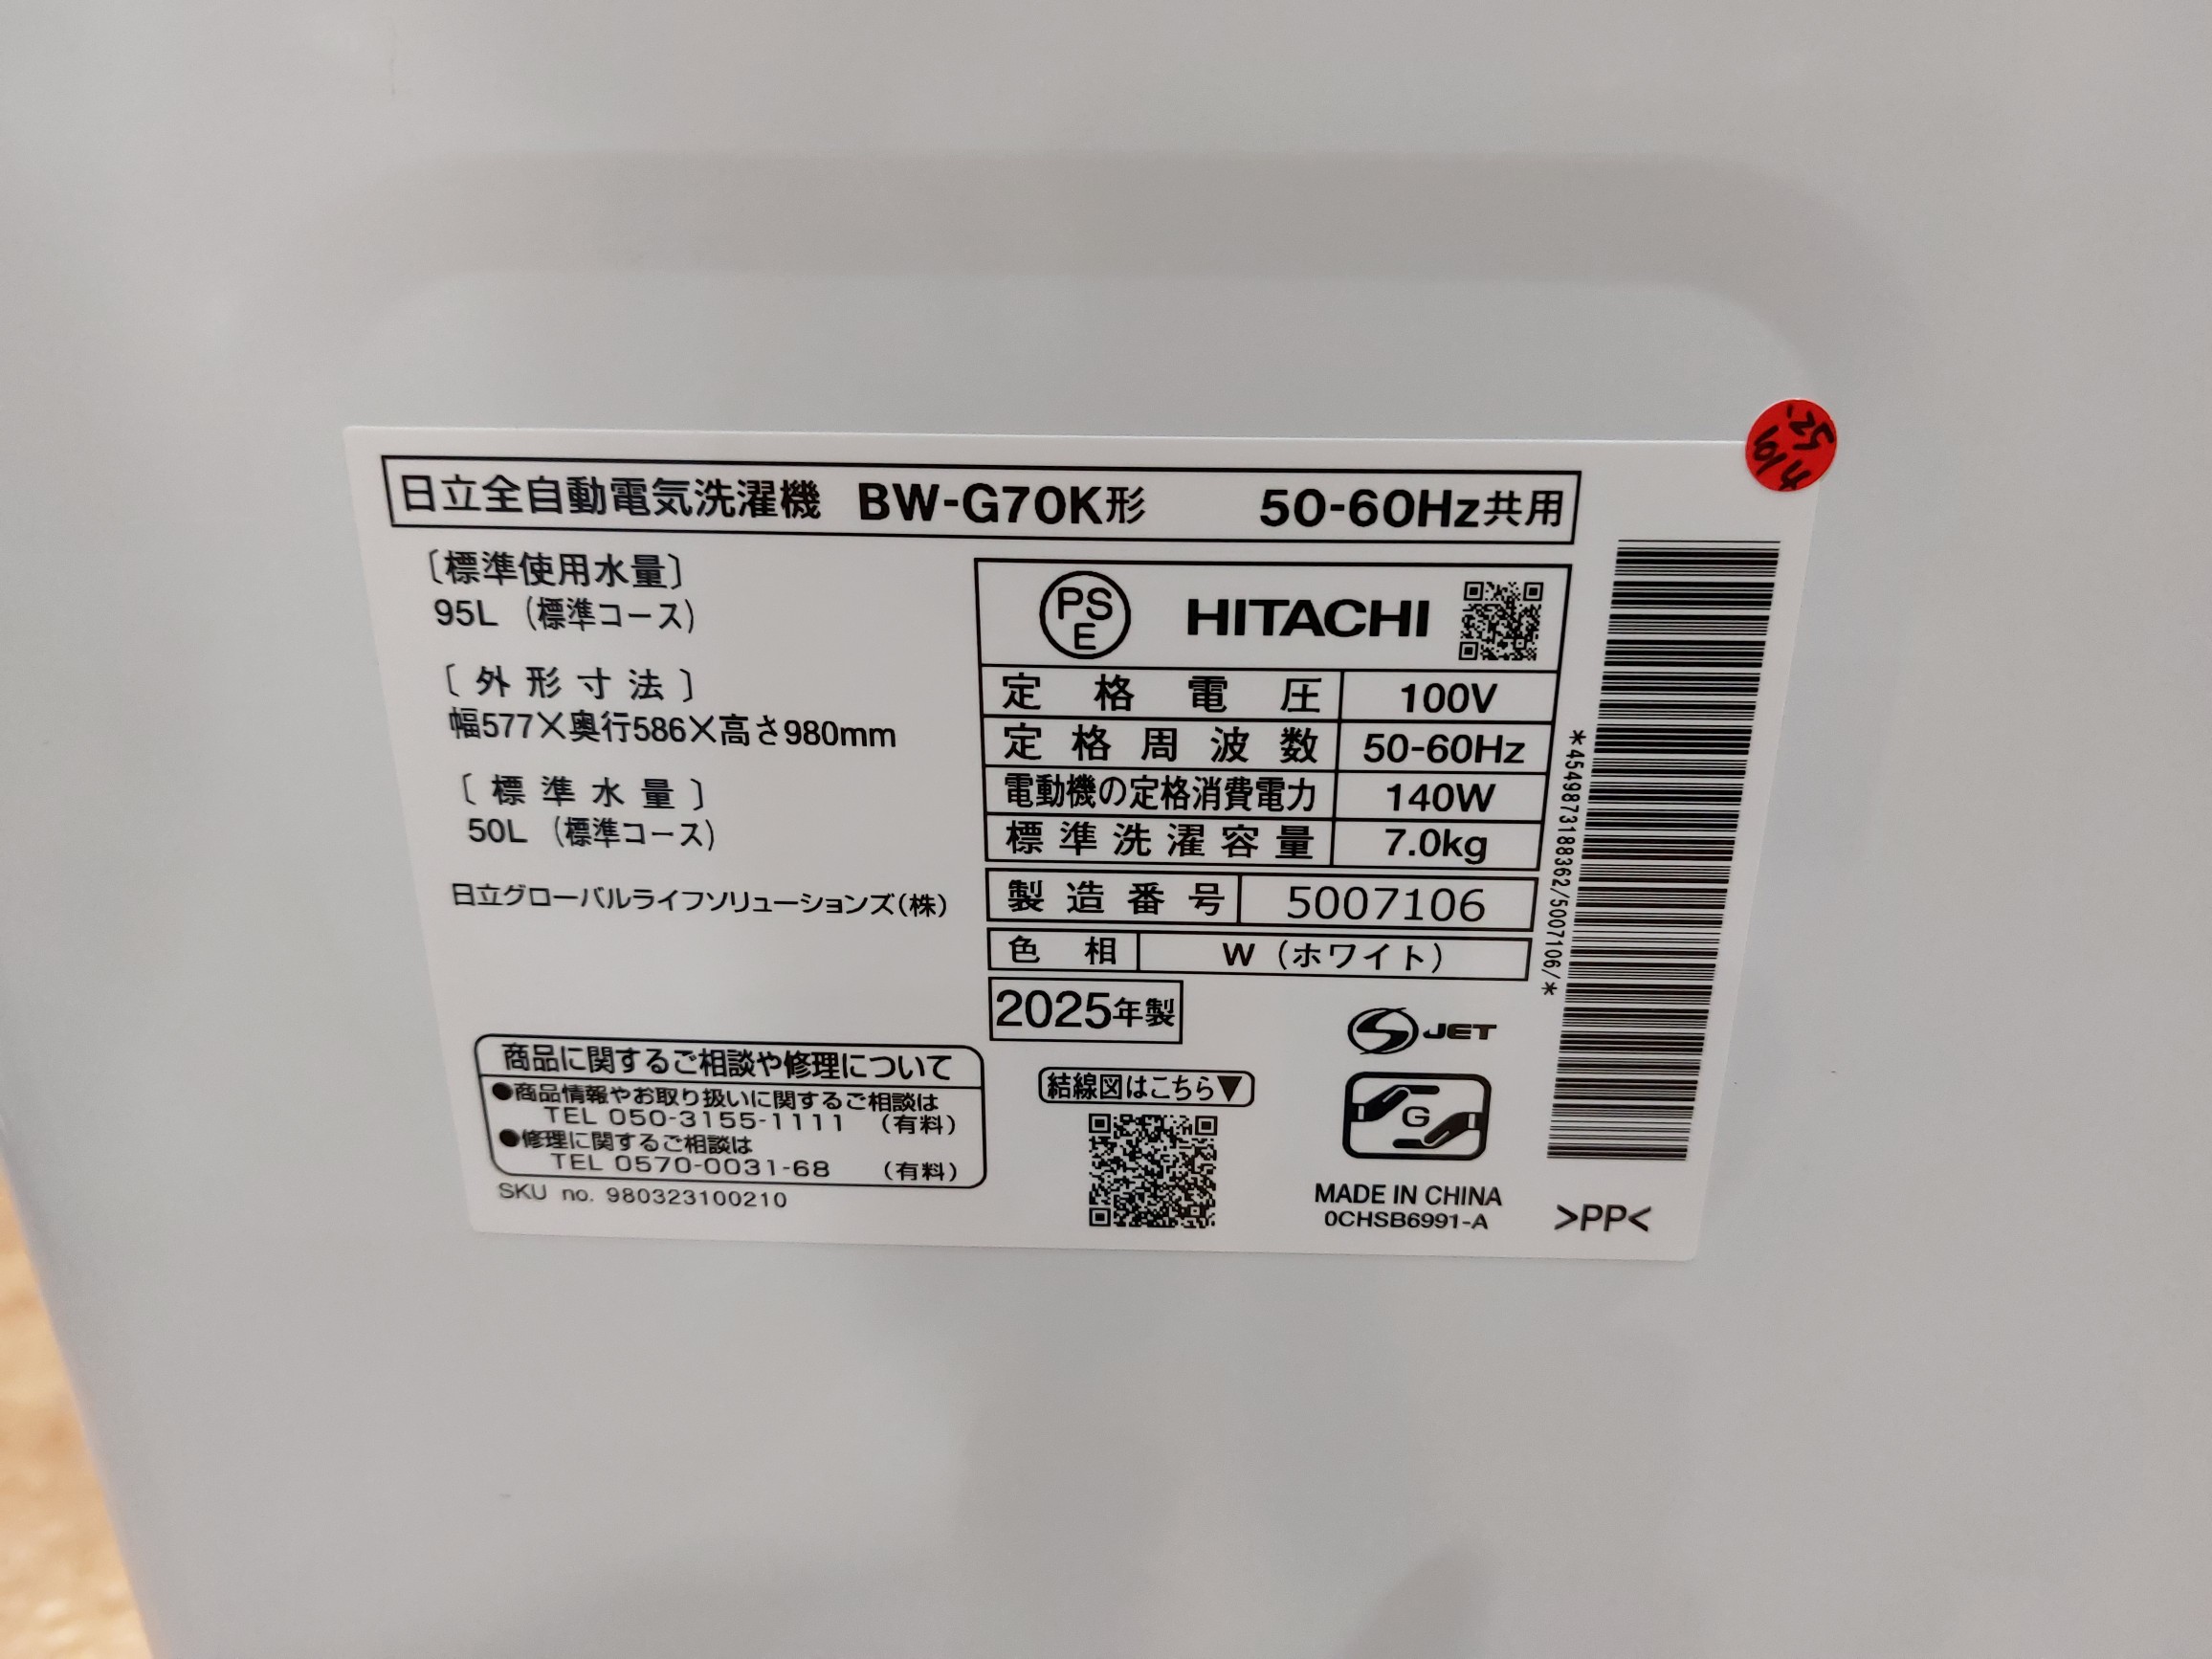 日立全自動電気洗濯機 BW-G70K形 50-60Hz共用
〔標準使用水量〕
95L (標準コース)
〔外形寸法〕
幅577×奥行586×高さ980mm
〔標準水量〕
50L (標準コース)
日立グローバルライフソリューションズ(株)
PSE HITACHI
定格電圧 100V
定格周波数 50-60Hz
電動機の定格消費電力 140W
標準洗濯容量 7.0kg
製造番号 5007106
色相 W (ホワイト)
2025年製
S JET
G
結線図はこちら▼
MADE IN CHINA
0CHSB6991-A
>PP<
*4549873188362/5007106/*
商品に関するご相談や修理について
●商品情報やお取り扱いに関するご相談は
TEL 050-3155-1111 (有料)
●修理に関するご相談は
TEL 0570-0031-68 (有料)
SKU no. 980323100210
'25
10/4